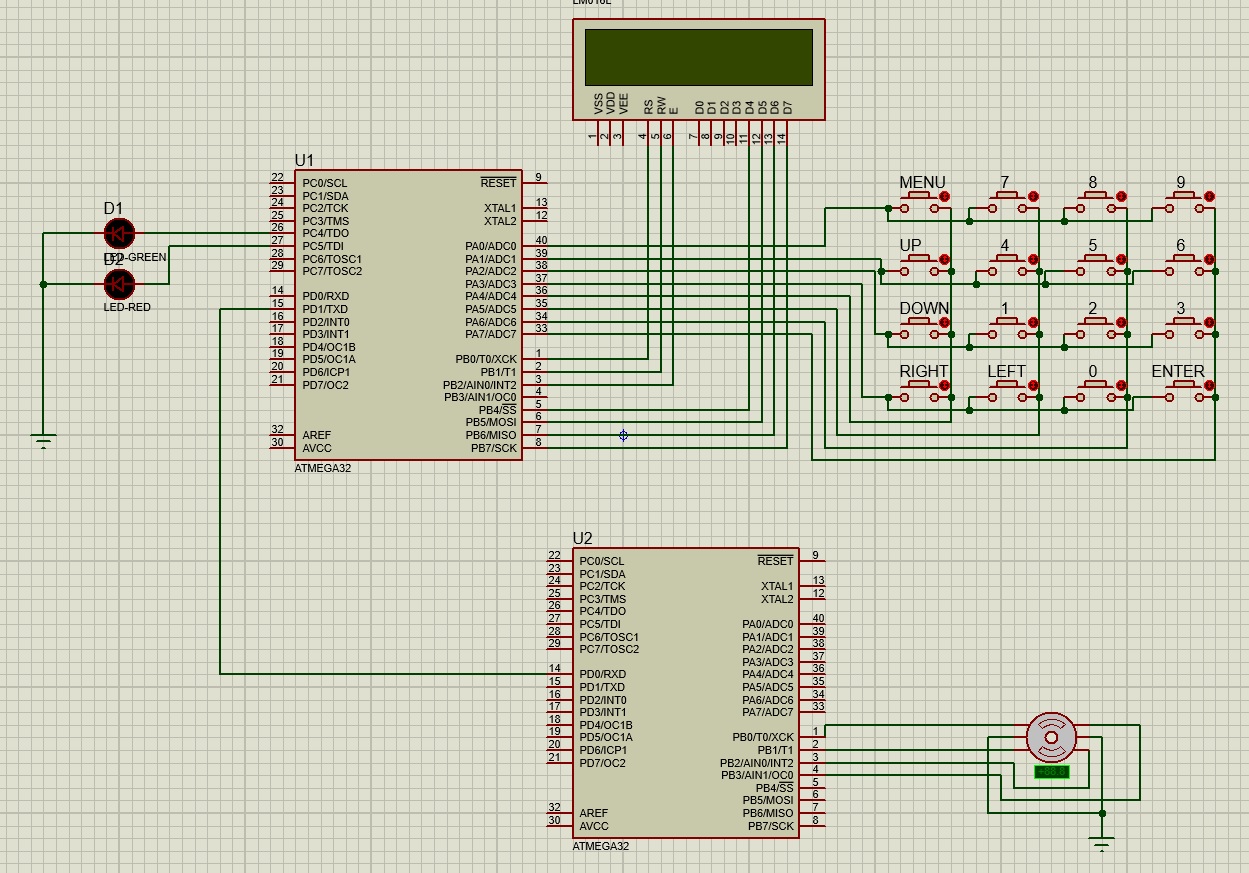 LM016L
VSS VDD VEE RS RW E D0 D1 D2 D3 D4 D5 D6 D7
1 2 3 4 5 6 7 8 9 10 11 12 13 14
U1
22 PC0/SCL RESET 9
23 PC1/SDA
24 PC2/TCK XTAL1 13
25 PC3/TMS XTAL2 12
26 PC4/TDO
27 PC5/TDI PA0/ADC0 40
28 PC6/TOSC1 PA1/ADC1 39
29 PC7/TOSC2 PA2/ADC2 38
PA3/ADC3 37
14 PD0/RXD PA4/ADC4 36
15 PD1/TXD PA5/ADC5 35
16 PD2/INT0 PA6/ADC6 34
17 PD3/INT1 PA7/ADC7 33
18 PD4/OC1B
19 PD5/OC1A PB0/T0/XCK 1
20 PD6/ICP1 PB1/T1 2
21 PD7/OC2 PB2/AIN0/INT2 3
PB3/AIN1/OC0 4
PB4/SS 5
PB5/MOSI 6
32 AREF PB6/MISO 7
30 AVCC PB7/SCK 8
ATMEGA32
D1
LED-GREEN
D2
LED-RED
MENU 7 8 9
UP 4 5 6
DOWN 1 2 3
RIGHT LEFT 0 ENTER
U2
22 PC0/SCL RESET 9
23 PC1/SDA
24 PC2/TCK XTAL1 13
25 PC3/TMS XTAL2 12
26 PC4/TDO
27 PC5/TDI PA0/ADC0 40
28 PC6/TOSC1 PA1/ADC1 39
29 PC7/TOSC2 PA2/ADC2 38
PA3/ADC3 37
14 PD0/RXD PA4/ADC4 36
15 PD1/TXD PA5/ADC5 35
16 PD2/INT0 PA6/ADC6 34
17 PD3/INT1 PA7/ADC7 33
18 PD4/OC1B
19 PD5/OC1A PB0/T0/XCK 1
20 PD6/ICP1 PB1/T1 2
21 PD7/OC2 PB2/AIN0/INT2 3
PB3/AIN1/OC0 4
PB4/SS 5
PB5/MOSI 6
32 AREF PB6/MISO 7
30 AVCC PB7/SCK 8
ATMEGA32